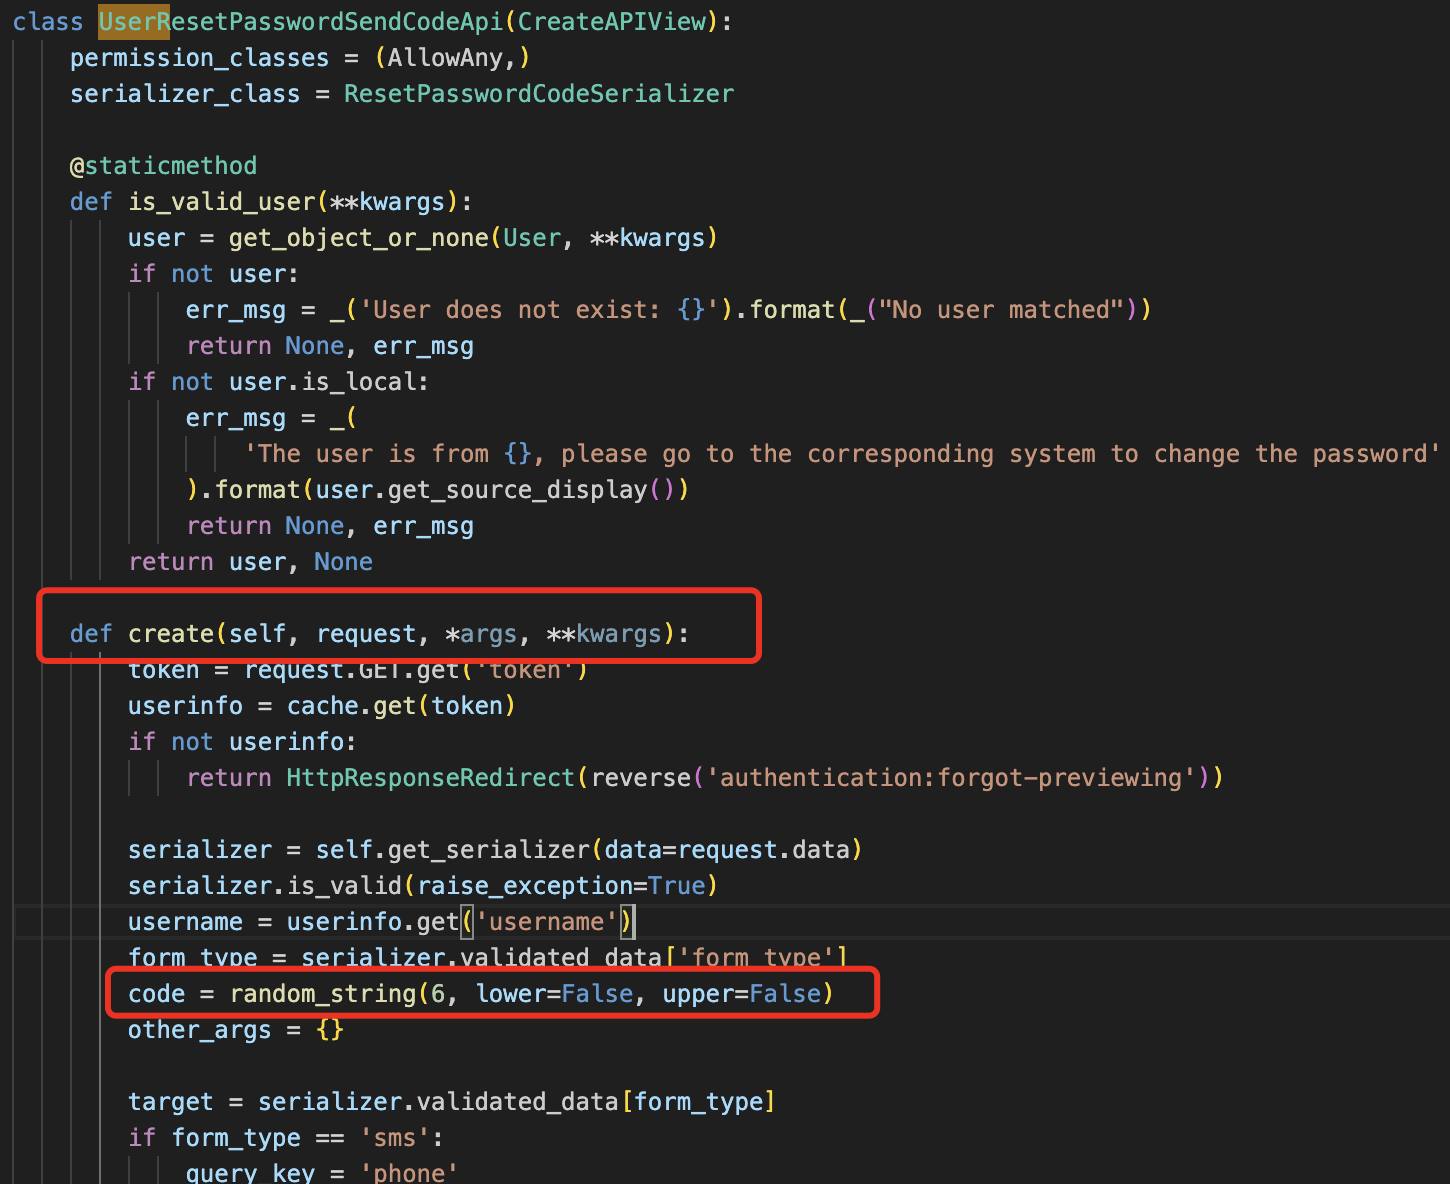 class UserResetPasswordSendCodeApi(CreateAPIView):
    permission_classes = (AllowAny,)
    serializer_class = ResetPasswordCodeSerializer

    @staticmethod
    def is_valid_user(**kwargs):
        user = get_object_or_none(User, **kwargs)
        if not user:
            err_msg = _('User does not exist: {}').format(_("No user matched"))
            return None, err_msg
        if not user.is_local:
            err_msg = _(
                'The user is from {}, please go to the corresponding system to change the password'
            ).format(user.get_source_display())
            return None, err_msg
        return user, None

    def create(self, request, *args, **kwargs):
        token = request.GET.get('token')
        userinfo = cache.get(token)
        if not userinfo:
            return HttpResponseRedirect(reverse('authentication:forgot-previewing'))

        serializer = self.get_serializer(data=request.data)
        serializer.is_valid(raise_exception=True)
        username = userinfo.get('username')
        form_type = serializer.validated_data['form_type']
        code = random_string(6, lower=False, upper=False)
        other_args = {}

        target = serializer.validated_data[form_type]
        if form_type == 'sms':
            query_key = 'phone'